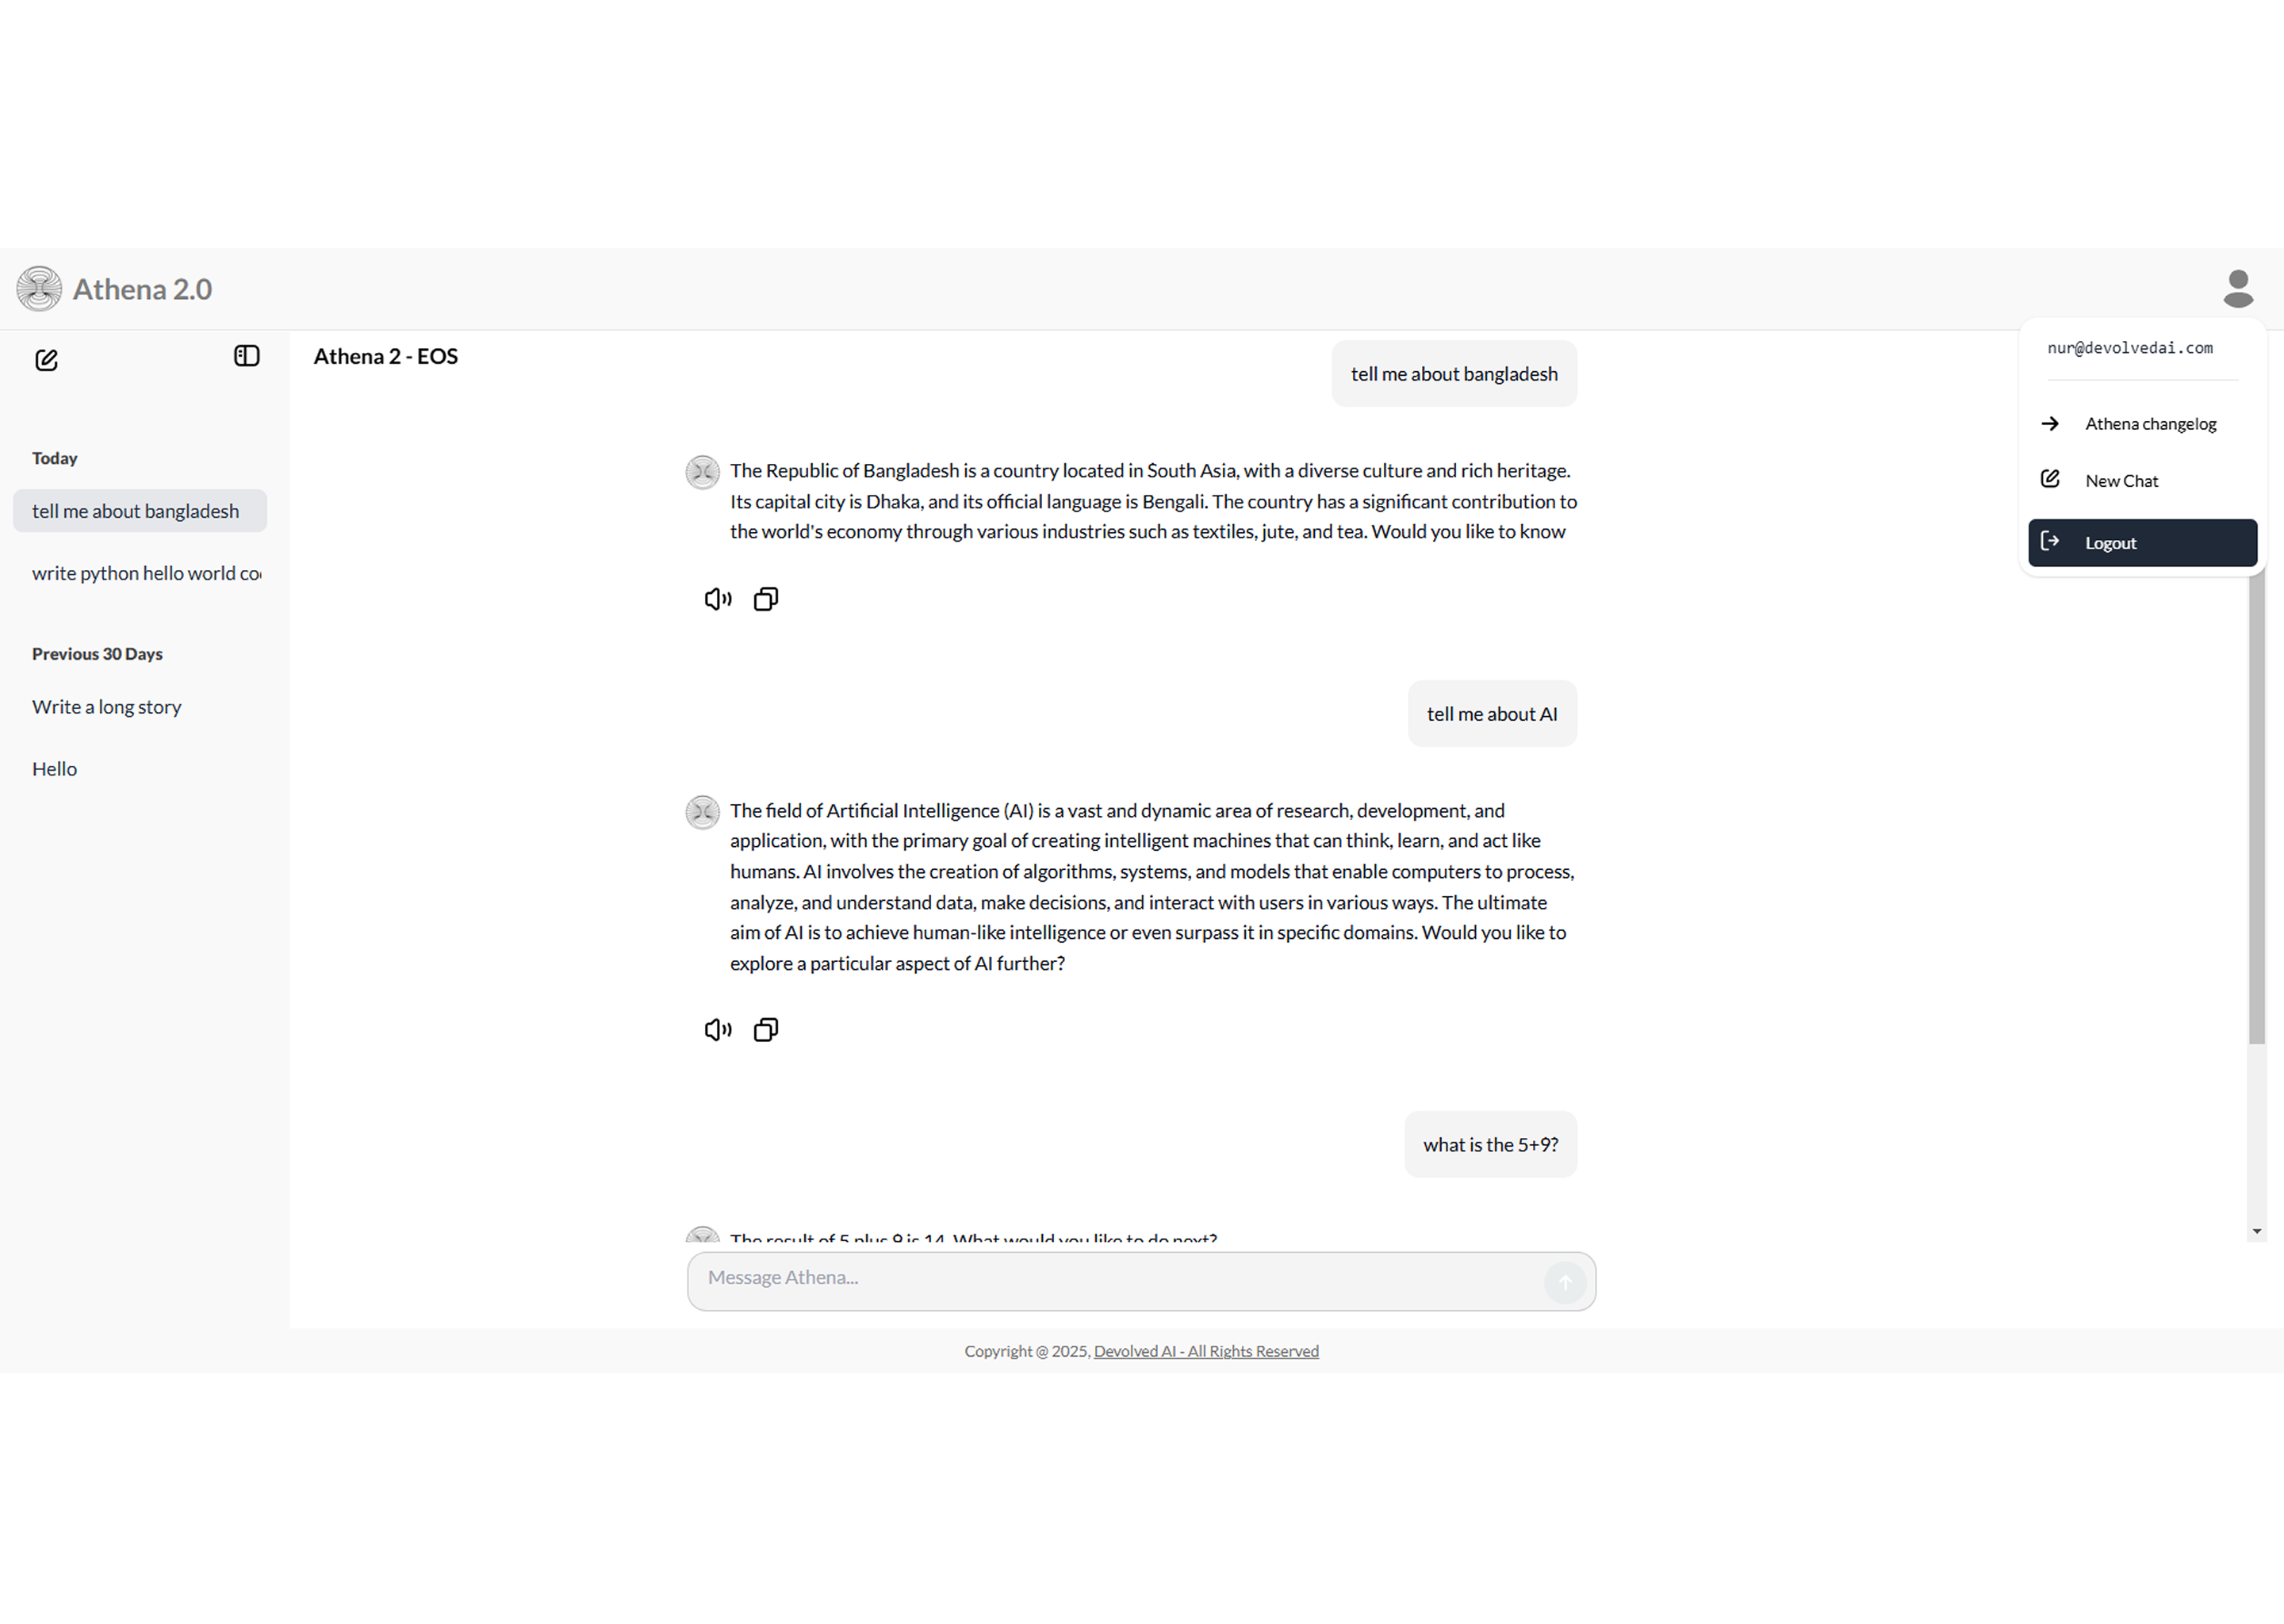 Athena 2.0
nur@devolvedai.com
Athena changelog
New Chat
Logout
Today
tell me about bangladesh
write python hello world co
Previous 30 Days
Write a long story
Hello
Athena 2 - EOS
tell me about bangladesh
The Republic of Bangladesh is a country located in South Asia, with a diverse culture and rich heritage.
Its capital city is Dhaka, and its official language is Bengali. The country has a significant contribution to
the world's economy through various industries such as textiles, jute, and tea. Would you like to know
tell me about AI
The field of Artificial Intelligence (AI) is a vast and dynamic area of research, development, and
application, with the primary goal of creating intelligent machines that can think, learn, and act like
humans. AI involves the creation of algorithms, systems, and models that enable computers to process,
analyze, and understand data, make decisions, and interact with users in various ways. The ultimate
aim of AI is to achieve human-like intelligence or even surpass it in specific domains. Would you like to
explore a particular aspect of AI further?
what is the 5+9?
The result of 5 plus 9 is 14. What would you like to do next?
Message Athena...
Copyright @ 2025, Devolved AI - All Rights Reserved